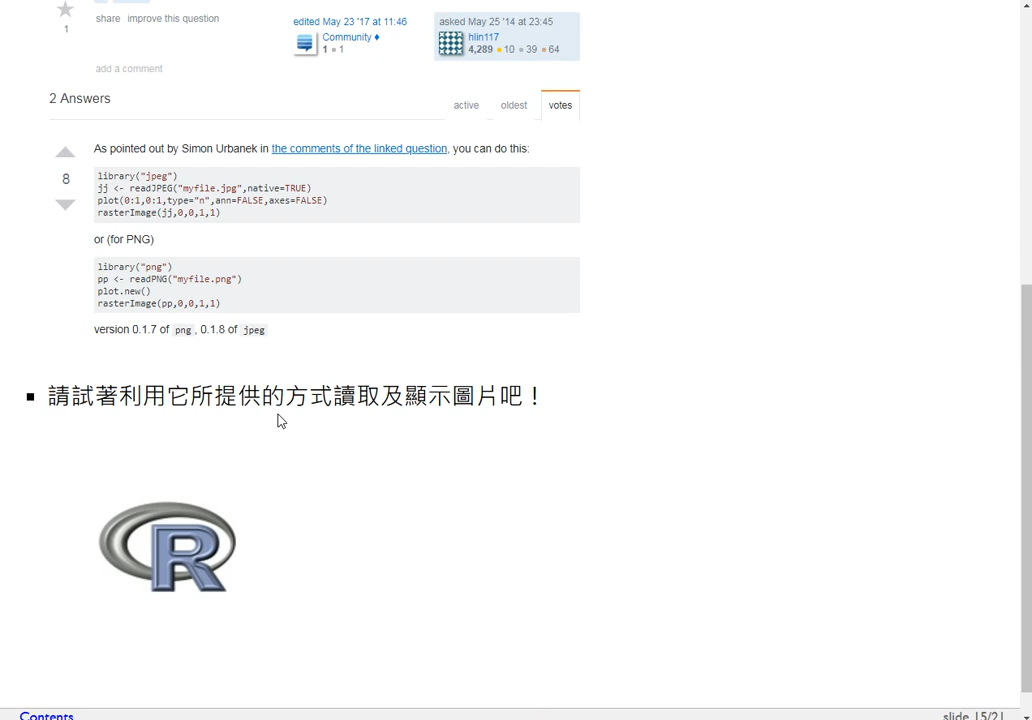 1
share improve this question
edited May 23 '17 at 11:46
Community ♦
1 ● 1
asked May 25 '14 at 23:45
hlin117
4,289 ● 10 ● 39 ● 64
add a comment
2 Answers
active oldest votes
As pointed out by Simon Urbanek in the comments of the linked question, you can do this:
8
library("jpeg")
jj <- readJPEG("myfile.jpg",native=TRUE)
plot(0:1,0:1,type="n",ann=FALSE,axes=FALSE)
rasterImage(jj,0,0,1,1)
or (for PNG)
library("png")
pp <- readPNG("myfile.png")
plot.new()
rasterImage(pp,0,0,1,1)
version 0.1.7 of png , 0.1.8 of jpeg
▪ 請試著利用它所提供的方式讀取及顯示圖片吧！
R
Contents
slide 15/21